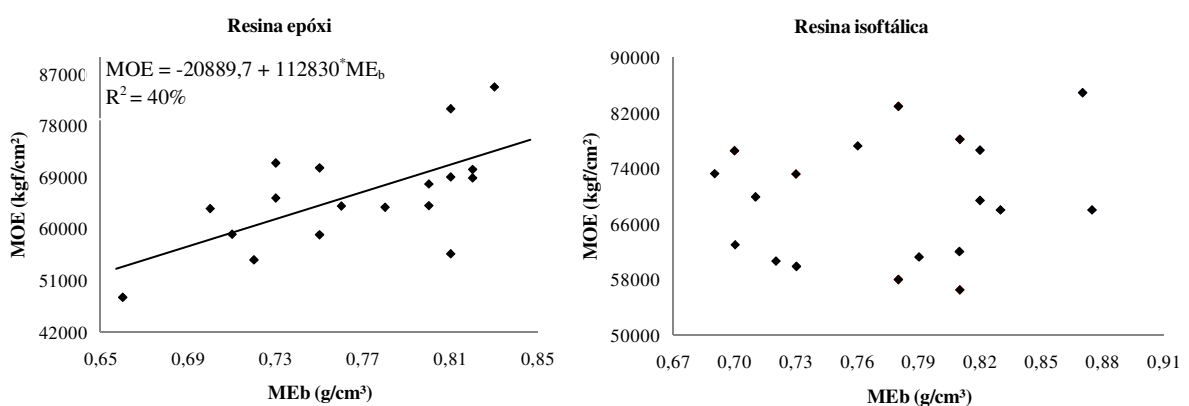 Resina epóxi
MOE = -20889,7 + 112830*MEb
R² = 40%
MOE (kgf/cm²)
87000
78000
69000
60000
51000
42000
0,65 0,69 0,73 0,77 0,81 0,85
MEb (g/cm³)
Resina isoftálica
MOE (kgf/cm²)
90000
82000
74000
66000
58000
50000
0,67 0,70 0,73 0,76 0,79 0,82 0,85 0,88 0,91
MEb (g/cm³)